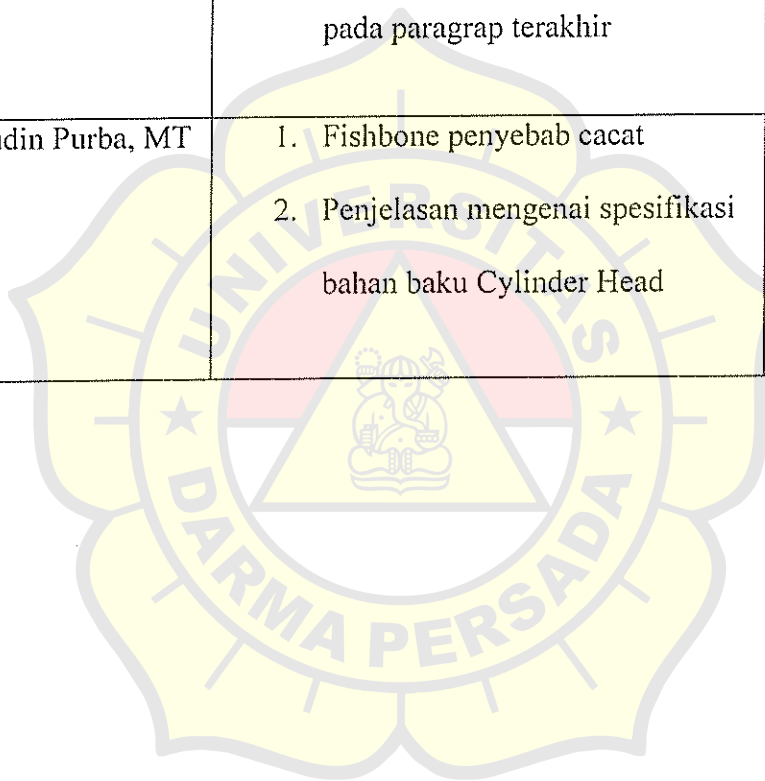 pada paragrap terakhir
din Purba, MT
1. Fishbone penyebab cacat
2. Penjelasan mengenai spesifikasi
bahan baku Cylinder Head
UNIVERSITAS
DARMA PERSADA